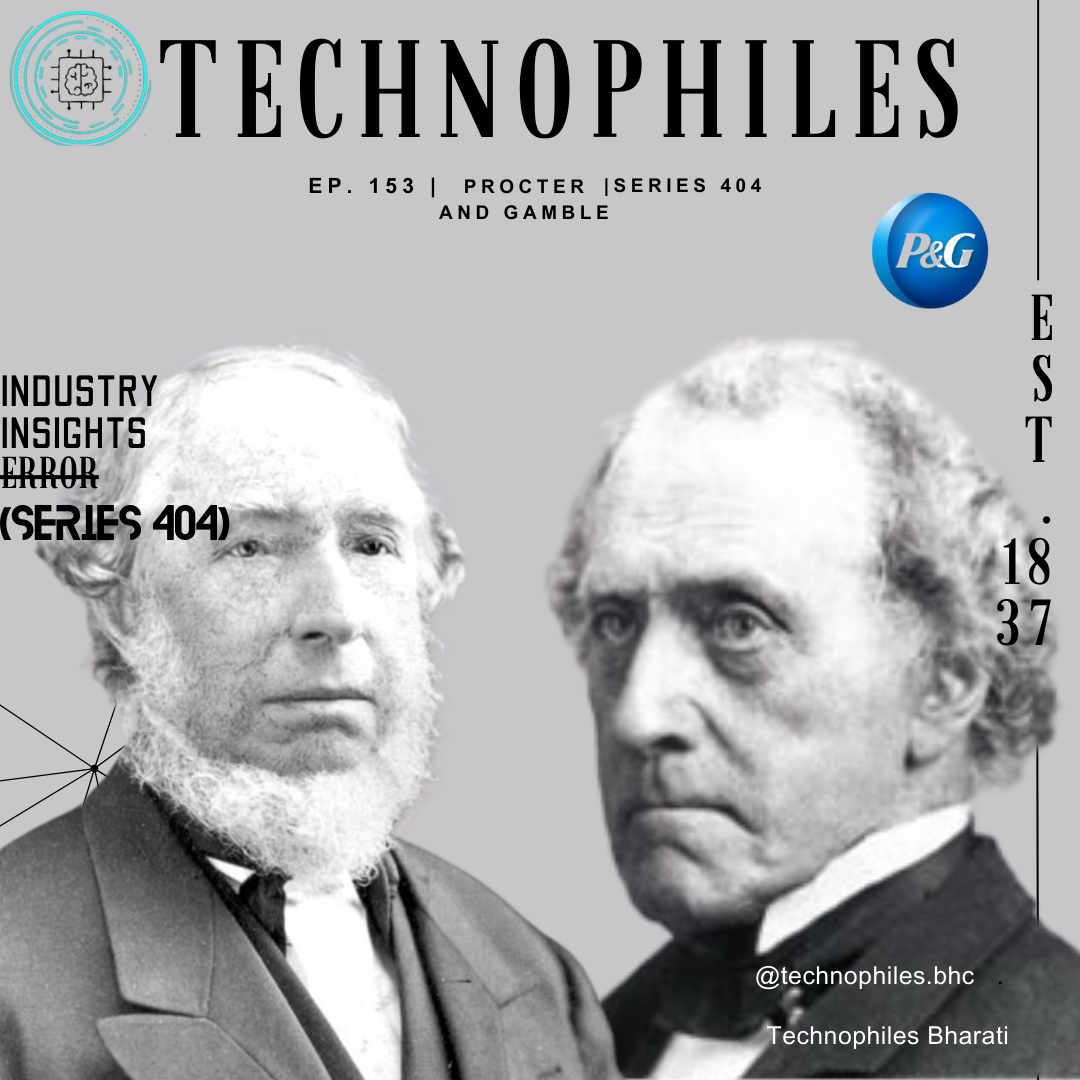 TECHNOPHILES
EP. 153 | PROCTER |SERIES 404
AND GAMBLE
P&G
EST.
18
37
INDUSTRY
INSIGHTS
ERROR
(SERIES 404)
@technophiles.bhc
Technophiles Bharati